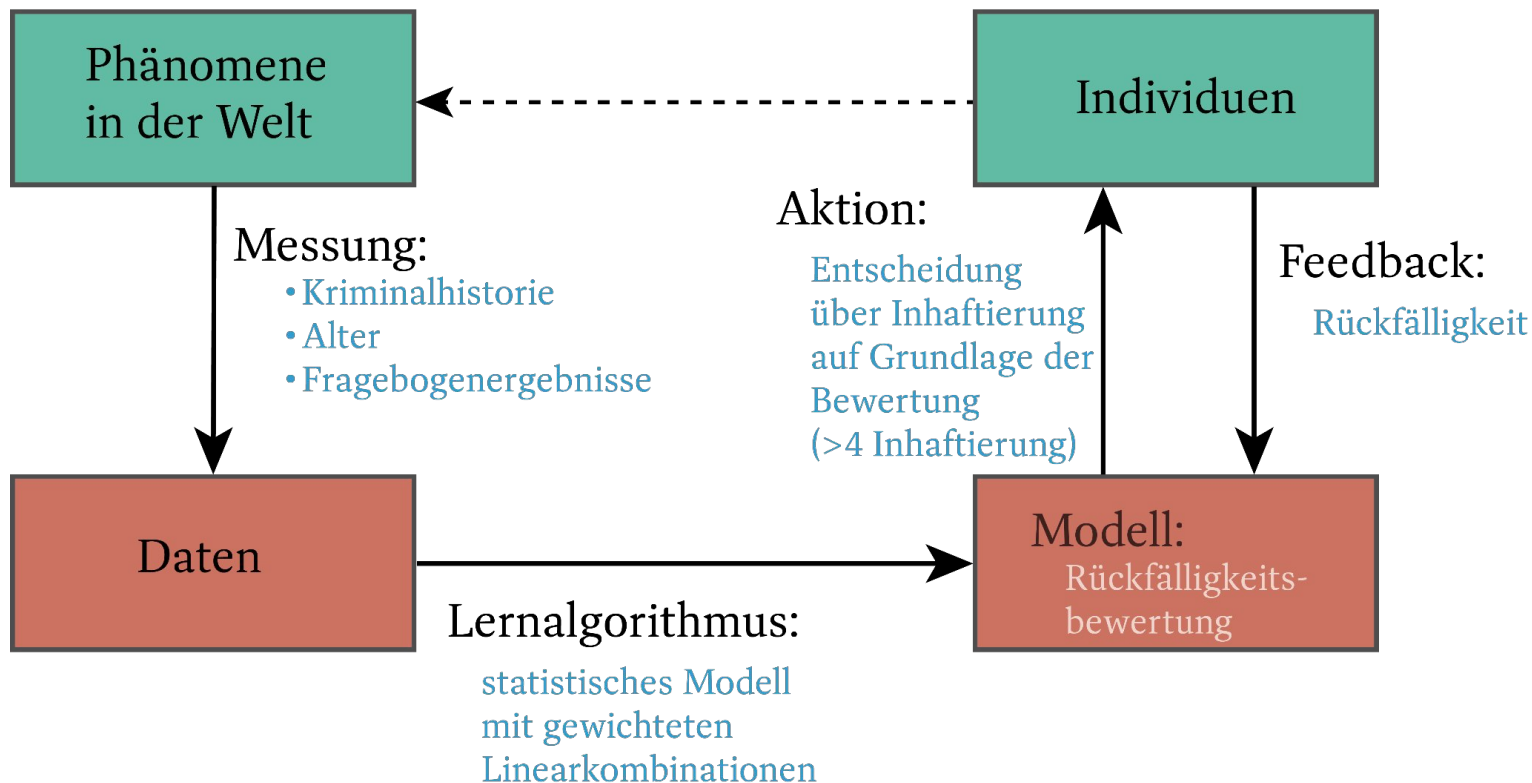 Phänomene
in der Welt
Individuen
Messung:
• Kriminalhistorie
• Alter
• Fragebogenergebnisse
Aktion:
Entscheidung
über Inhaftierung
auf Grundlage der
Bewertung
(>4 Inhaftierung)
Feedback:
Rückfälligkeit
Daten
Lernalgorithmus:
statistisches Modell
mit gewichteten
Linearkombinationen
Modell:
Rückfälligkeits-
bewertung